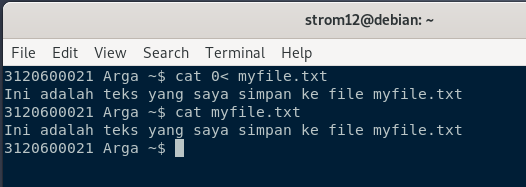 strom12@debian: ~
File Edit View Search Terminal Help
3120600021 Arga ~$ cat 0< myfile.txt
Ini adalah teks yang saya simpan ke file myfile.txt
3120600021 Arga ~$ cat myfile.txt
Ini adalah teks yang saya simpan ke file myfile.txt
3120600021 Arga ~$